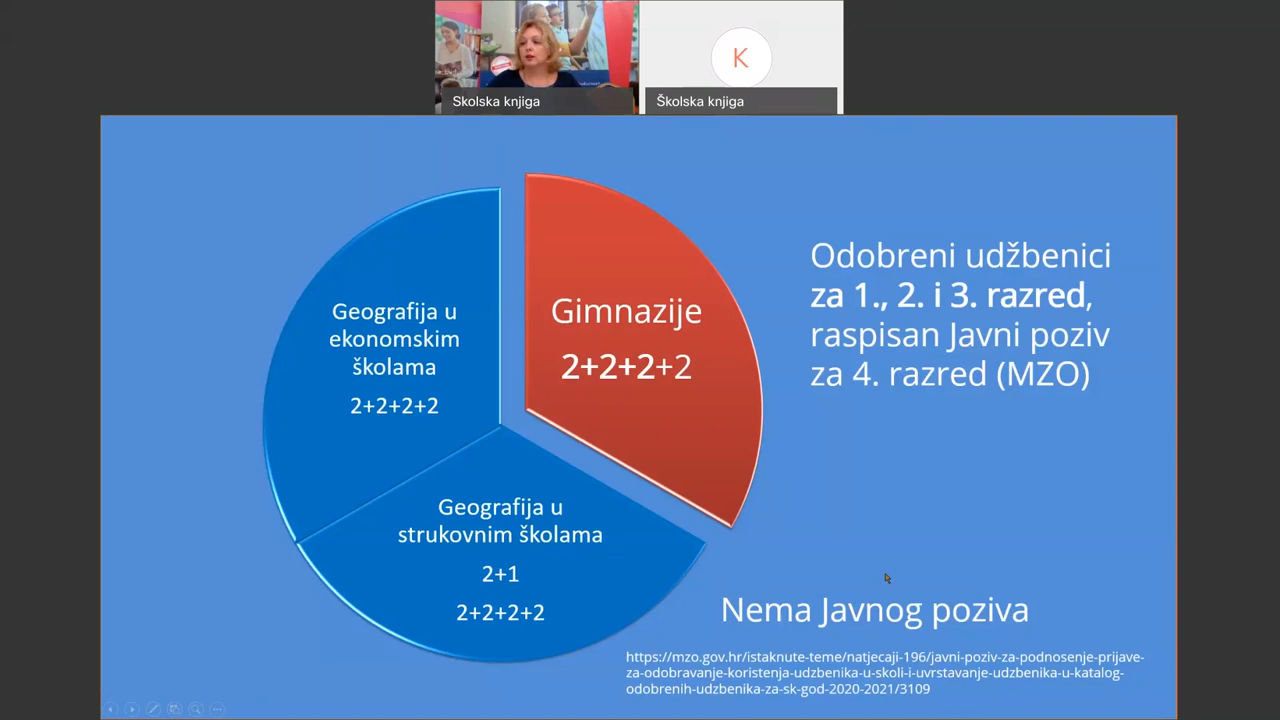 Skolska knjiga
K
Školska knjiga
Geografija u
ekonomskim
školama
2+2+2+2
Gimnazije
2+2+2+2
Odobreni udžbenici
za 1., 2. i 3. razred,
raspisan Javni poziv
za 4. razred (MZO)
Geografija u
strukovnim školama
2+1
2+2+2+2
Nema Javnog poziva
https://mzo.gov.hr/istaknute-teme/natjecaji-196/javni-poziv-za-podnosenje-prijave-
za-odobravanje-koristenja-udzbenika-u-skoli-i-uvrstavanje-udzbenika-u-katalog-
odobrenih-udzbenika-za-sk-god-2020-2021/3109